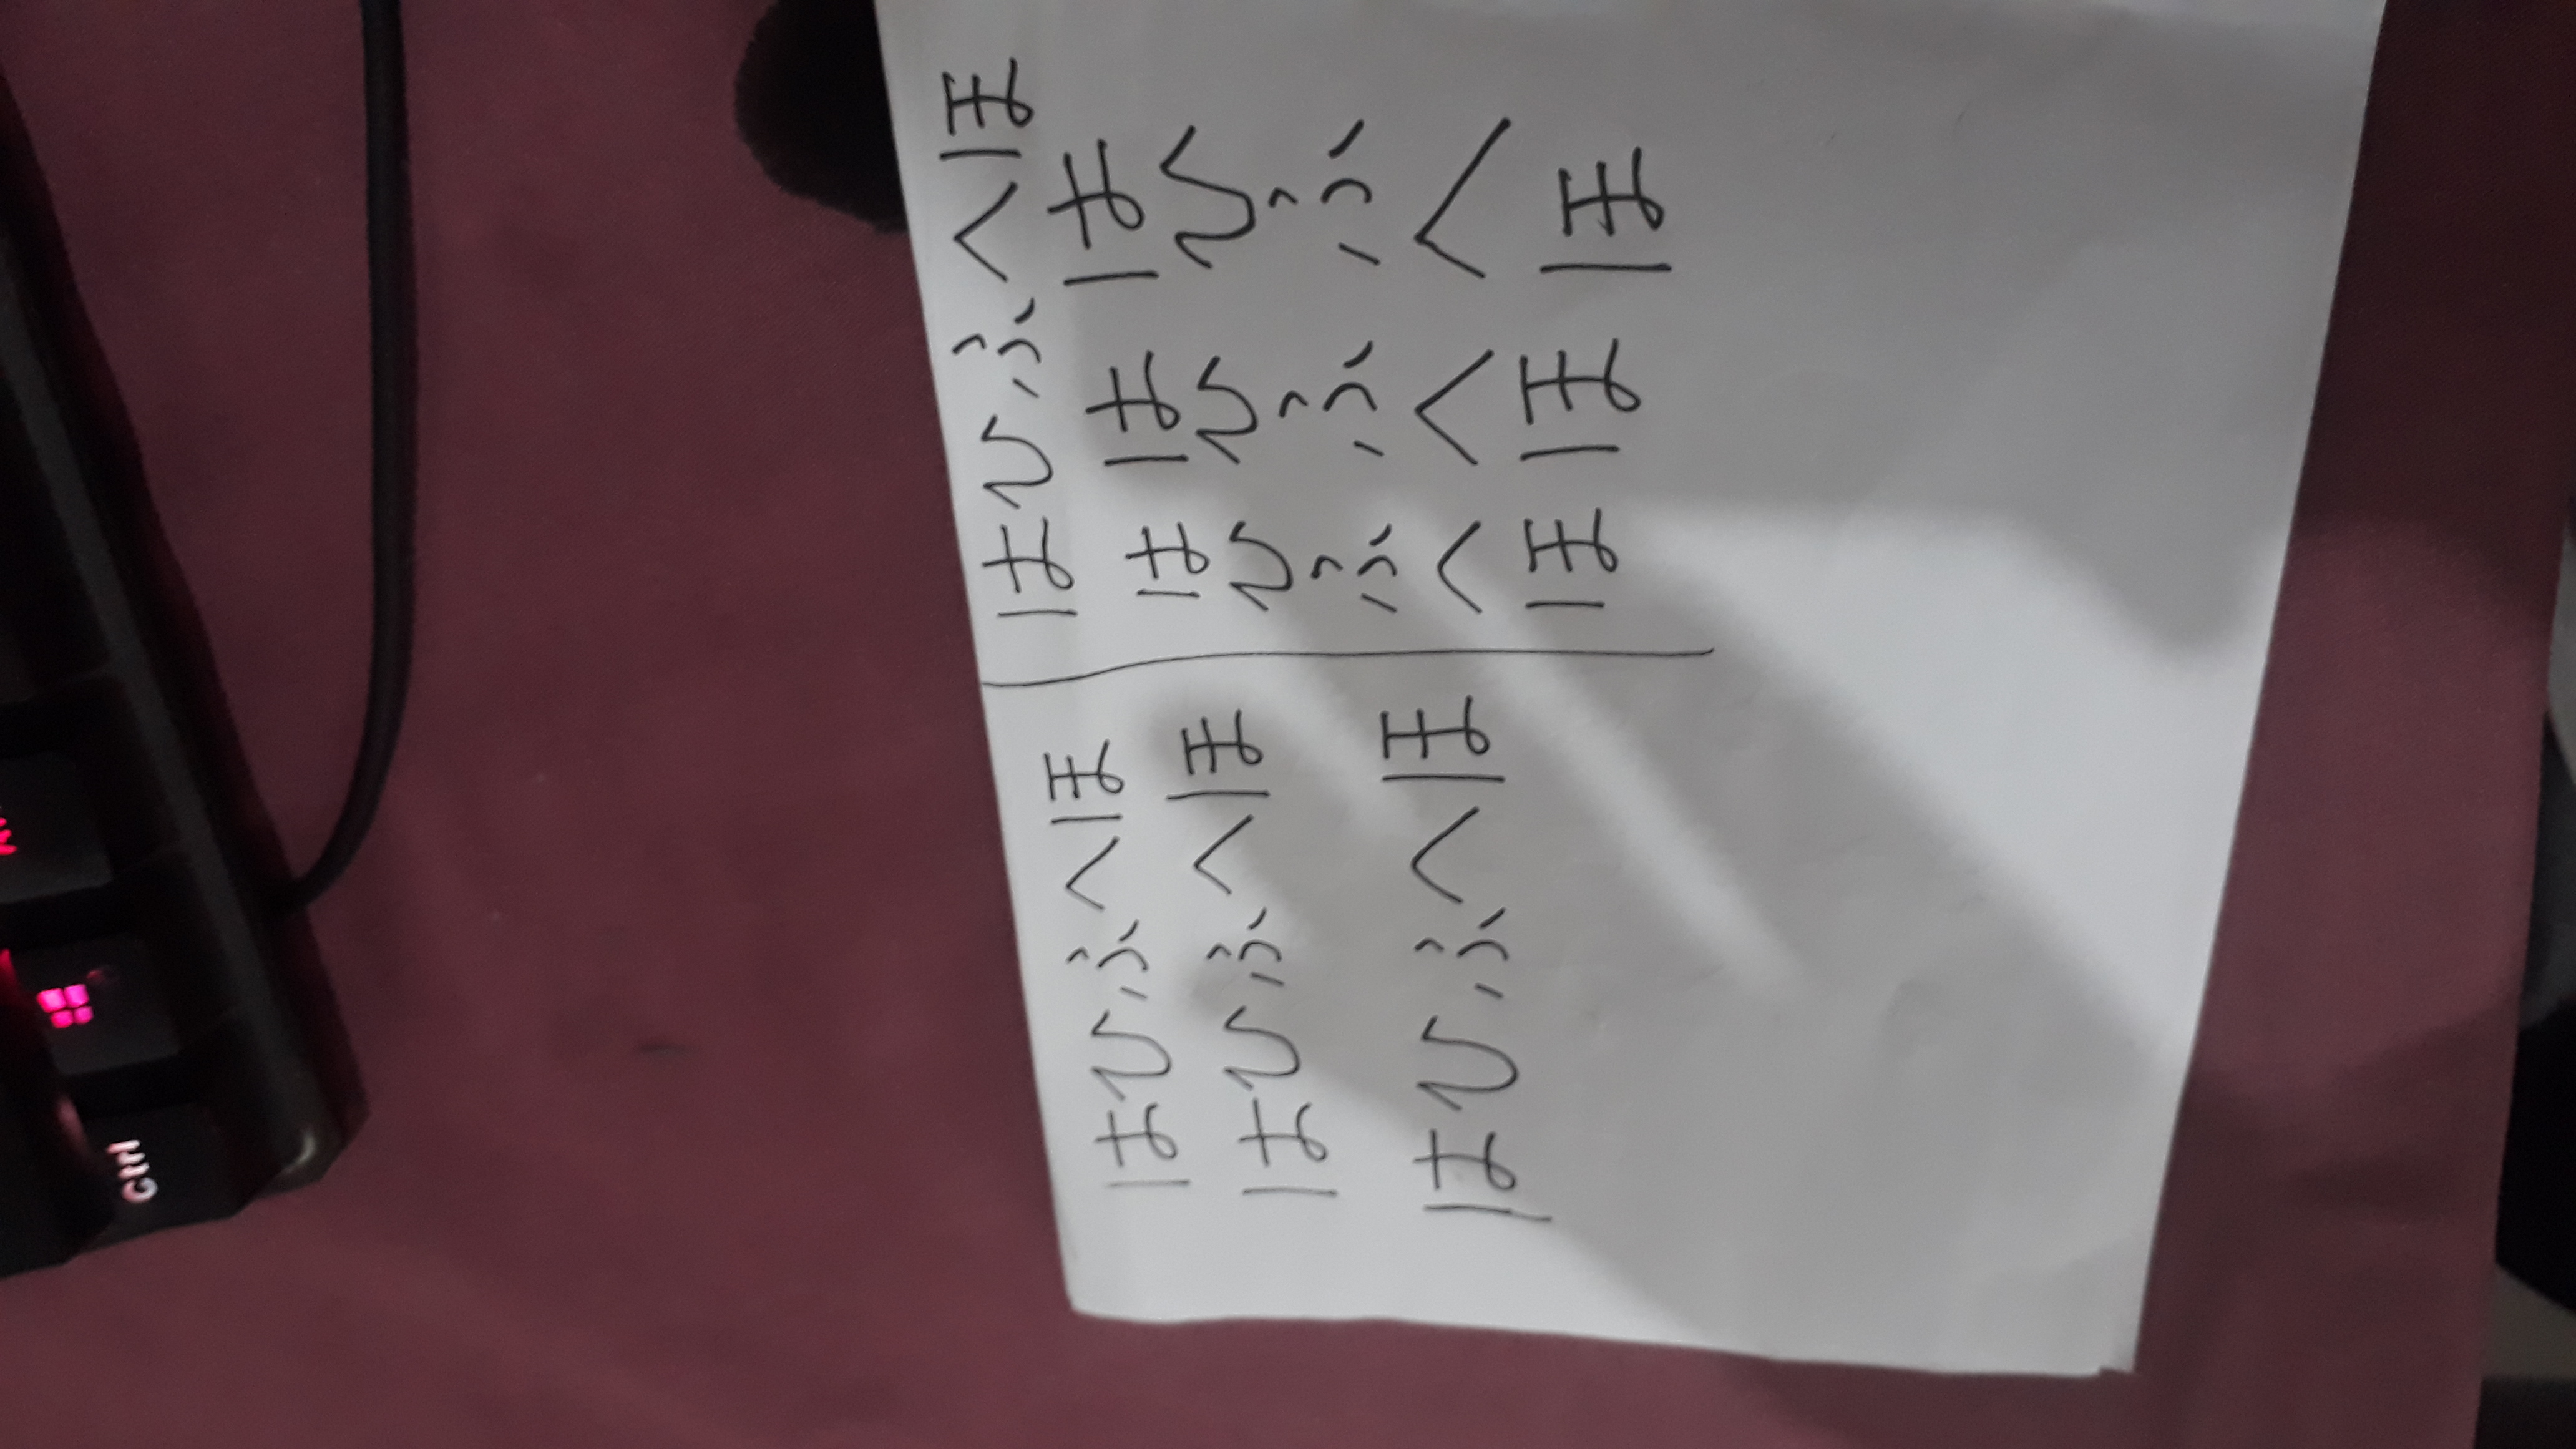 Ctrl
はひふへほ
はひふへほ
はひふへほ
はひふへほ
は は は
ひ ひ ひ
ふ ふ ふ
へ へ へ
ほ ほ ほ